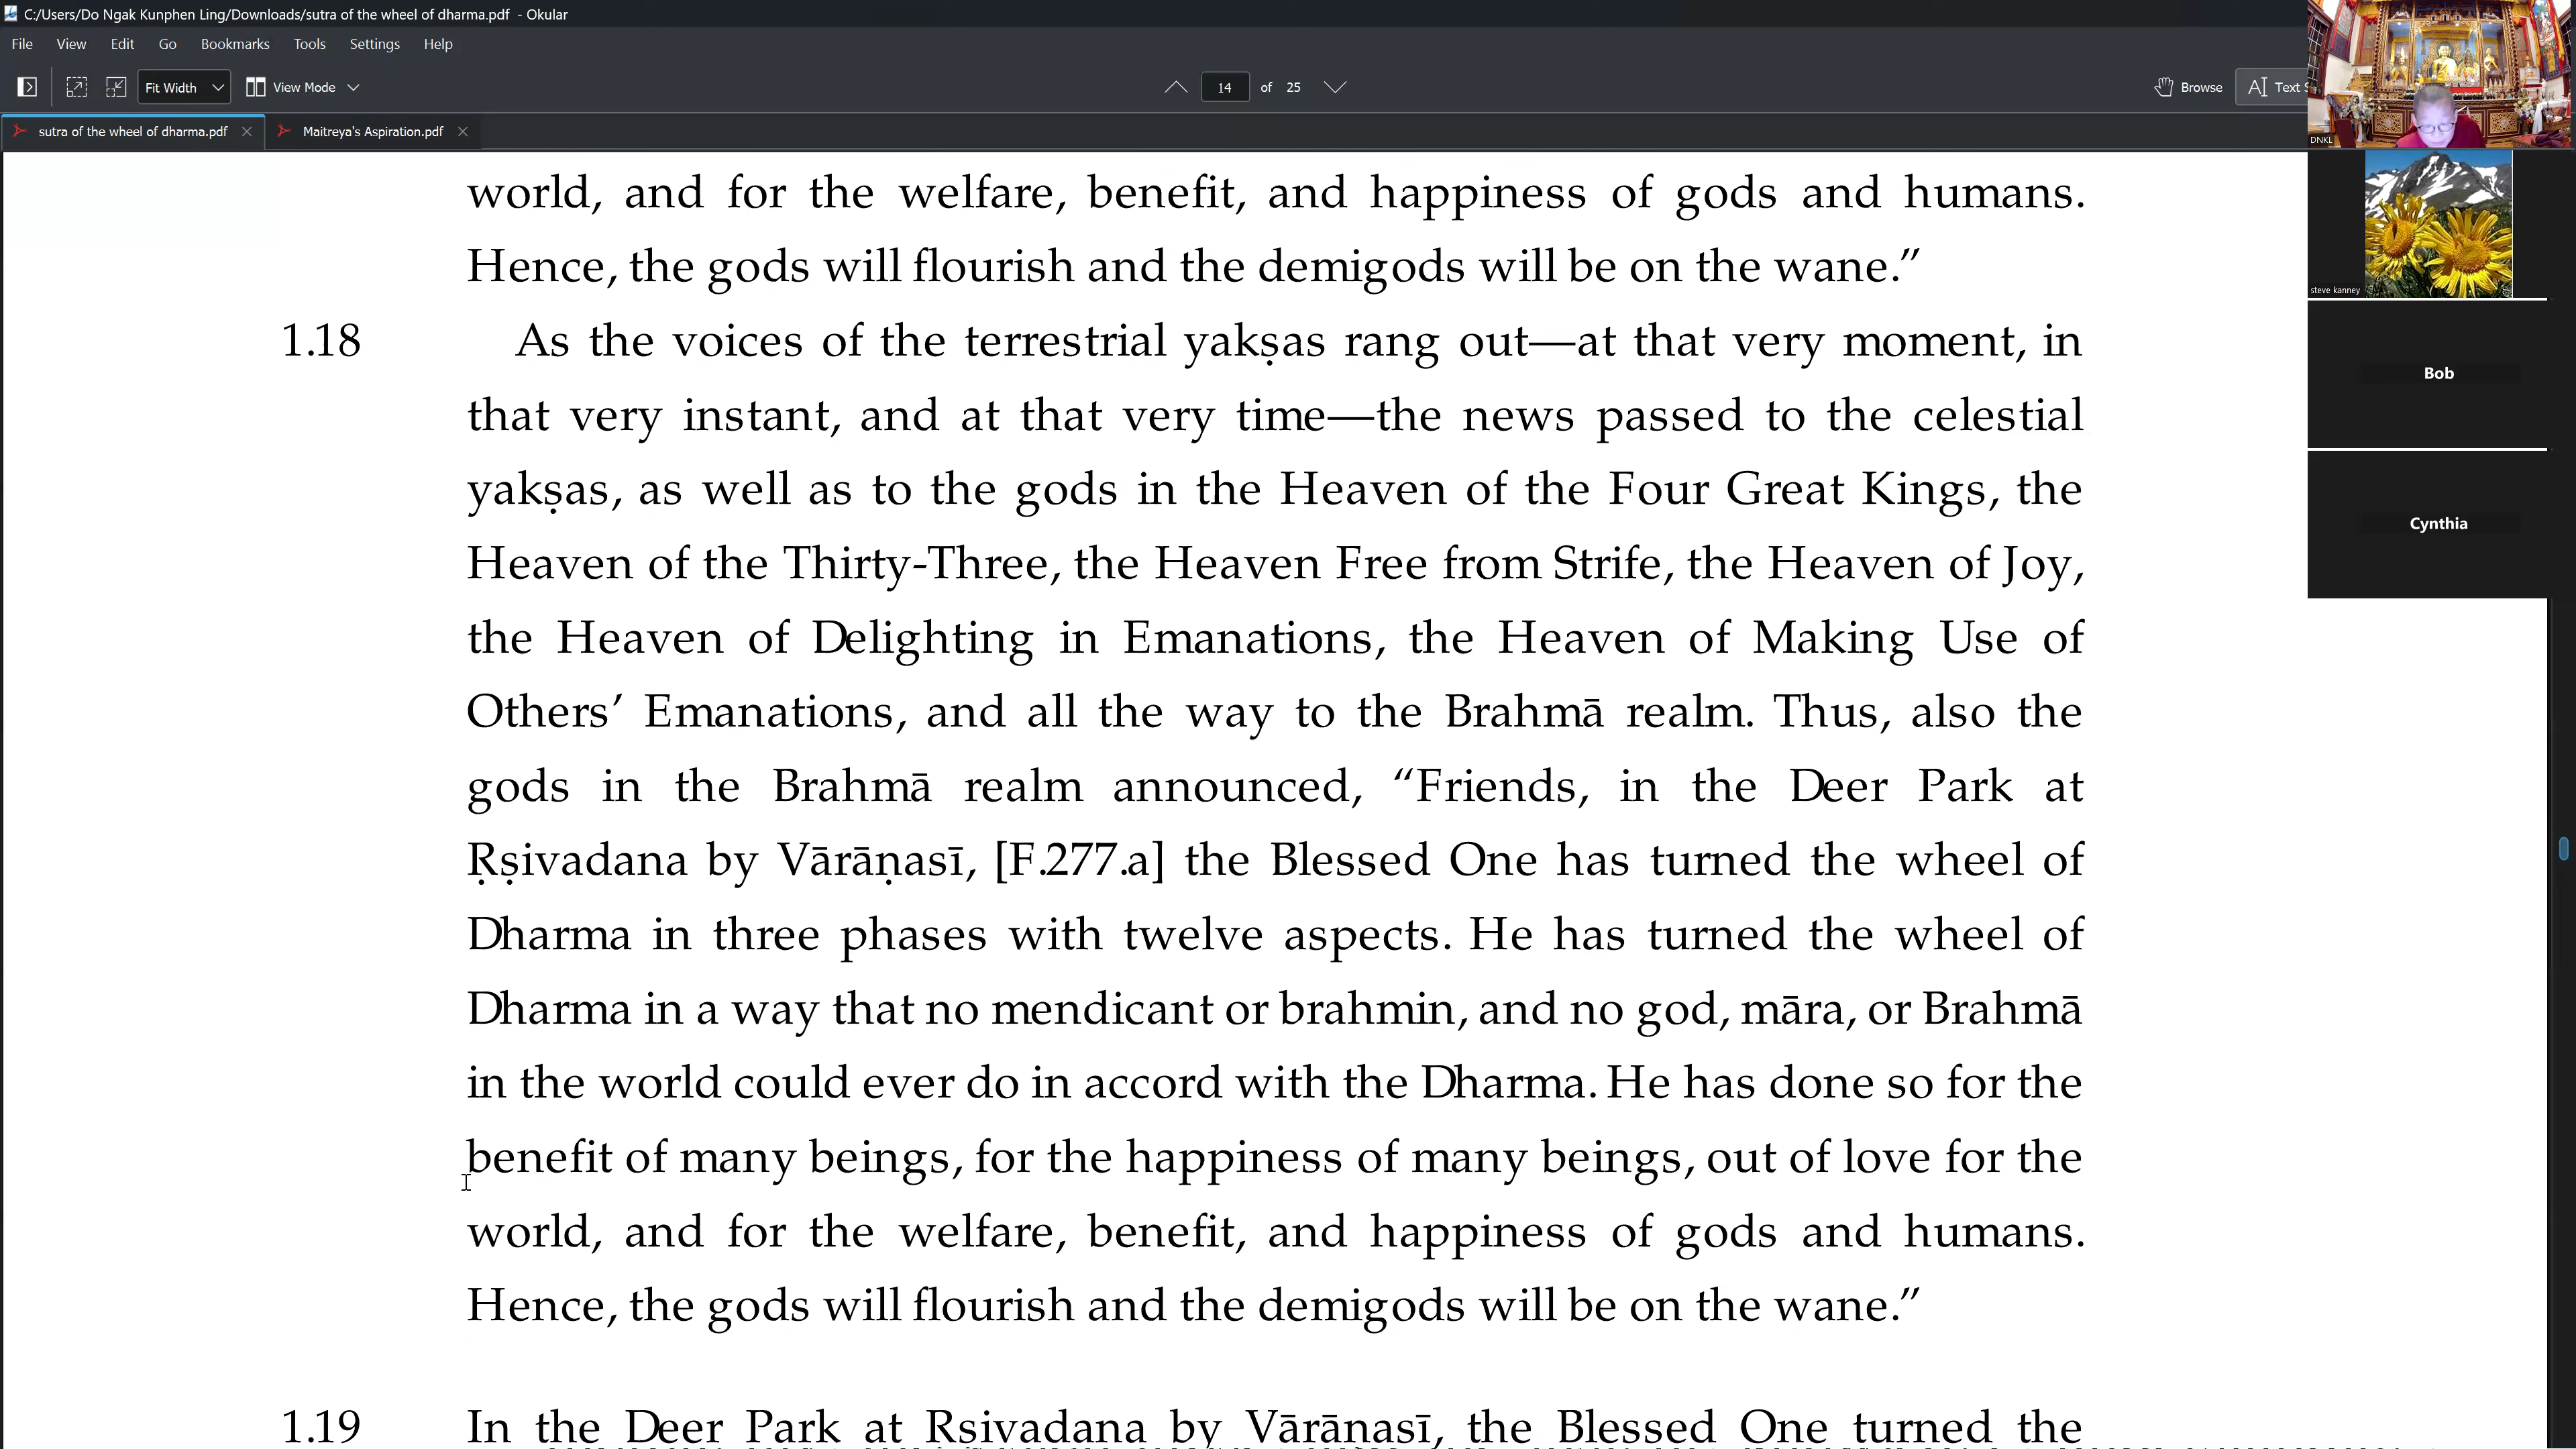 C:/Users/Do Ngak Kunphen Ling/Downloads/sutra of the wheel of dharma.pdf - Okular
File View Edit Go Bookmarks Tools Settings Help
Fit Width View Mode 14 of 25 Browse Text
sutra of the wheel of dharma.pdf Maitreya's Aspiration.pdf
DNKL
steve kanney
Bob
Cynthia
world, and for the welfare, benefit, and happiness of gods and humans.
Hence, the gods will flourish and the demigods will be on the wane.”
1.18 As the voices of the terrestrial yakṣas rang out—at that very moment, in
that very instant, and at that very time—the news passed to the celestial
yakṣas, as well as to the gods in the Heaven of the Four Great Kings, the
Heaven of the Thirty-Three, the Heaven Free from Strife, the Heaven of Joy,
the Heaven of Delighting in Emanations, the Heaven of Making Use of
Others’ Emanations, and all the way to the Brahmā realm. Thus, also the
gods in the Brahmā realm announced, “Friends, in the Deer Park at
Ṛṣivadana by Vārāṇasī, [F.277.a] the Blessed One has turned the wheel of
Dharma in three phases with twelve aspects. He has turned the wheel of
Dharma in a way that no mendicant or brahmin, and no god, māra, or Brahmā
in the world could ever do in accord with the Dharma. He has done so for the
benefit of many beings, for the happiness of many beings, out of love for the
world, and for the welfare, benefit, and happiness of gods and humans.
Hence, the gods will flourish and the demigods will be on the wane.”
1.19 In the Deer Park at Ṛṣivadana by Vārāṇasī, the Blessed One turned the